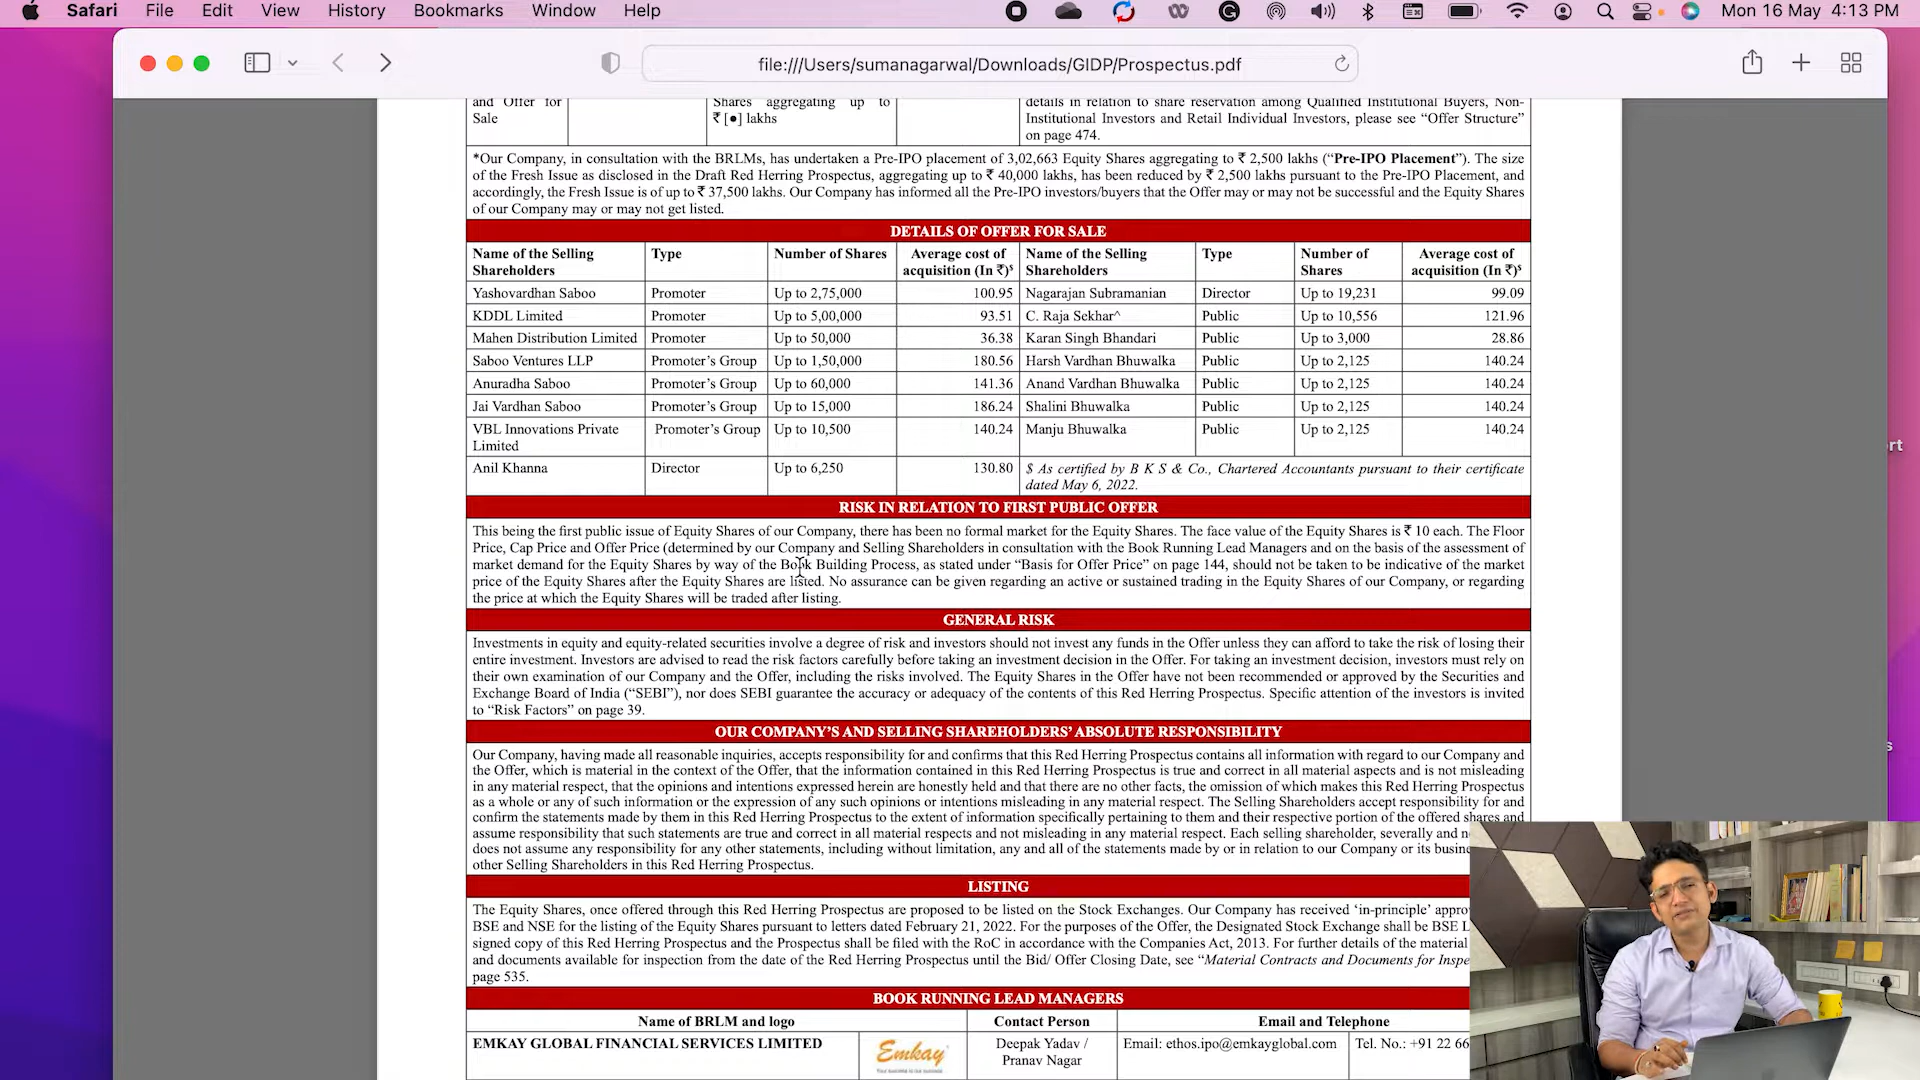 Safari File Edit View History Bookmarks Window Help Mon 16 May 4:13 PM
file:///Users/sumanagarwal/Downloads/GIDP/Prospectus.pdf
and Offer for Sale
Shares aggregating up to ₹ [●] lakhs
details in relation to share reservation among Qualified Institutional Buyers, Non-
Institutional Investors and Retail Individual Investors, please see “Offer Structure”
on page 474.
*Our Company, in consultation with the BRLMs, has undertaken a Pre-IPO placement of 3,02,663 Equity Shares aggregating to ₹ 2,500 lakhs (“Pre-IPO Placement”). The size
of the Fresh Issue as disclosed in the Draft Red Herring Prospectus, aggregating up to ₹ 40,000 lakhs, has been reduced by ₹ 2,500 lakhs pursuant to the Pre-IPO Placement, and
accordingly, the Fresh Issue is of up to ₹ 37,500 lakhs. Our Company has informed all the Pre-IPO investors/buyers that the Offer may or may not be successful and the Equity Shares
of our Company may or may not get listed.
DETAILS OF OFFER FOR SALE
Name of the Selling Shareholders Type Number of Shares Average cost of acquisition (In ₹)$ Name of the Selling Shareholders Type Number of Shares Average cost of acquisition (In ₹)$
Yashovardhan Saboo Promoter Up to 2,75,000 100.95 Nagarajan Subramanian Director Up to 19,231 99.09
KDDL Limited Promoter Up to 5,00,000 93.51 C. Raja Sekhar^ Public Up to 10,556 121.96
Mahen Distribution Limited Promoter Up to 50,000 36.38 Karan Singh Bhandari Public Up to 3,000 28.86
Saboo Ventures LLP Promoter’s Group Up to 1,50,000 180.56 Harsh Vardhan Bhuwalka Public Up to 2,125 140.24
Anuradha Saboo Promoter’s Group Up to 60,000 141.36 Anand Vardhan Bhuwalka Public Up to 2,125 140.24
Jai Vardhan Saboo Promoter’s Group Up to 15,000 186.24 Shalini Bhuwalka Public Up to 2,125 140.24
VBL Innovations Private Limited Promoter’s Group Up to 10,500 140.24 Manju Bhuwalka Public Up to 2,125 140.24
Anil Khanna Director Up to 6,250 130.80 $ As certified by B K S & Co., Chartered Accountants pursuant to their certificate
dated May 6, 2022.
RISK IN RELATION TO FIRST PUBLIC OFFER
This being the first public issue of Equity Shares of our Company, there has been no formal market for the Equity Shares. The face value of the Equity Shares is ₹ 10 each. The Floor
Price, Cap Price and Offer Price (determined by our Company and Selling Shareholders in consultation with the Book Running Lead Managers and on the basis of the assessment of
market demand for the Equity Shares by way of the Book Building Process, as stated under “Basis for Offer Price” on page 144, should not be taken to be indicative of the market
price of the Equity Shares after the Equity Shares are listed. No assurance can be given regarding an active or sustained trading in the Equity Shares of our Company, or regarding
the price at which the Equity Shares will be traded after listing.
GENERAL RISK
Investments in equity and equity-related securities involve a degree of risk and investors should not invest any funds in the Offer unless they can afford to take the risk of losing their
entire investment. Investors are advised to read the risk factors carefully before taking an investment decision in the Offer. For taking an investment decision, investors must rely on
their own examination of our Company and the Offer, including the risks involved. The Equity Shares in the Offer have not been recommended or approved by the Securities and
Exchange Board of India (“SEBI”), nor does SEBI guarantee the accuracy or adequacy of the contents of this Red Herring Prospectus. Specific attention of the investors is invited
to “Risk Factors” on page 39.
OUR COMPANY’S AND SELLING SHAREHOLDERS’ ABSOLUTE RESPONSIBILITY
Our Company, having made all reasonable inquiries, accepts responsibility for and confirms that this Red Herring Prospectus contains all information with regard to our Company and
the Offer, which is material in the context of the Offer, that the information contained in this Red Herring Prospectus is true and correct in all material aspects and is not misleading
in any material respect, that the opinions and intentions expressed herein are honestly held and that there are no other facts, the omission of which makes this Red Herring Prospectus
as a whole or any of such information or the expression of any such opinions or intentions misleading in any material respect. The Selling Shareholders accept responsibility for and
confirm the statements made by them in this Red Herring Prospectus to the extent of information specifically pertaining to them and their respective portion of the offered shares and
assume responsibility that such statements are true and correct in all material respects and not misleading in any material respect. Each selling shareholder, severally and n
does not assume any responsibility for any other statements, including without limitation, any and all of the statements made by or in relation to our Company or its busine
other Selling Shareholders in this Red Herring Prospectus.
LISTING
The Equity Shares, once offered through this Red Herring Prospectus are proposed to be listed on the Stock Exchanges. Our Company has received ‘in-principle’ appro
BSE and NSE for the listing of the Equity Shares pursuant to letters dated February 21, 2022. For the purposes of the Offer, the Designated Stock Exchange shall be BSE L
signed copy of this Red Herring Prospectus and the Prospectus shall be filed with the RoC in accordance with the Companies Act, 2013. For further details of the material
and documents available for inspection from the date of the Red Herring Prospectus until the Bid/ Offer Closing Date, see “Material Contracts and Documents for Inspe
page 535.
BOOK RUNNING LEAD MANAGERS
Name of BRLM and logo Contact Person Email and Telephone
EMKAY GLOBAL FINANCIAL SERVICES LIMITED Emkay Deepak Yadav / Pranav Nagar Email: ethos.ipo@emkayglobal.com Tel. No.: +91 22 66
rt
s